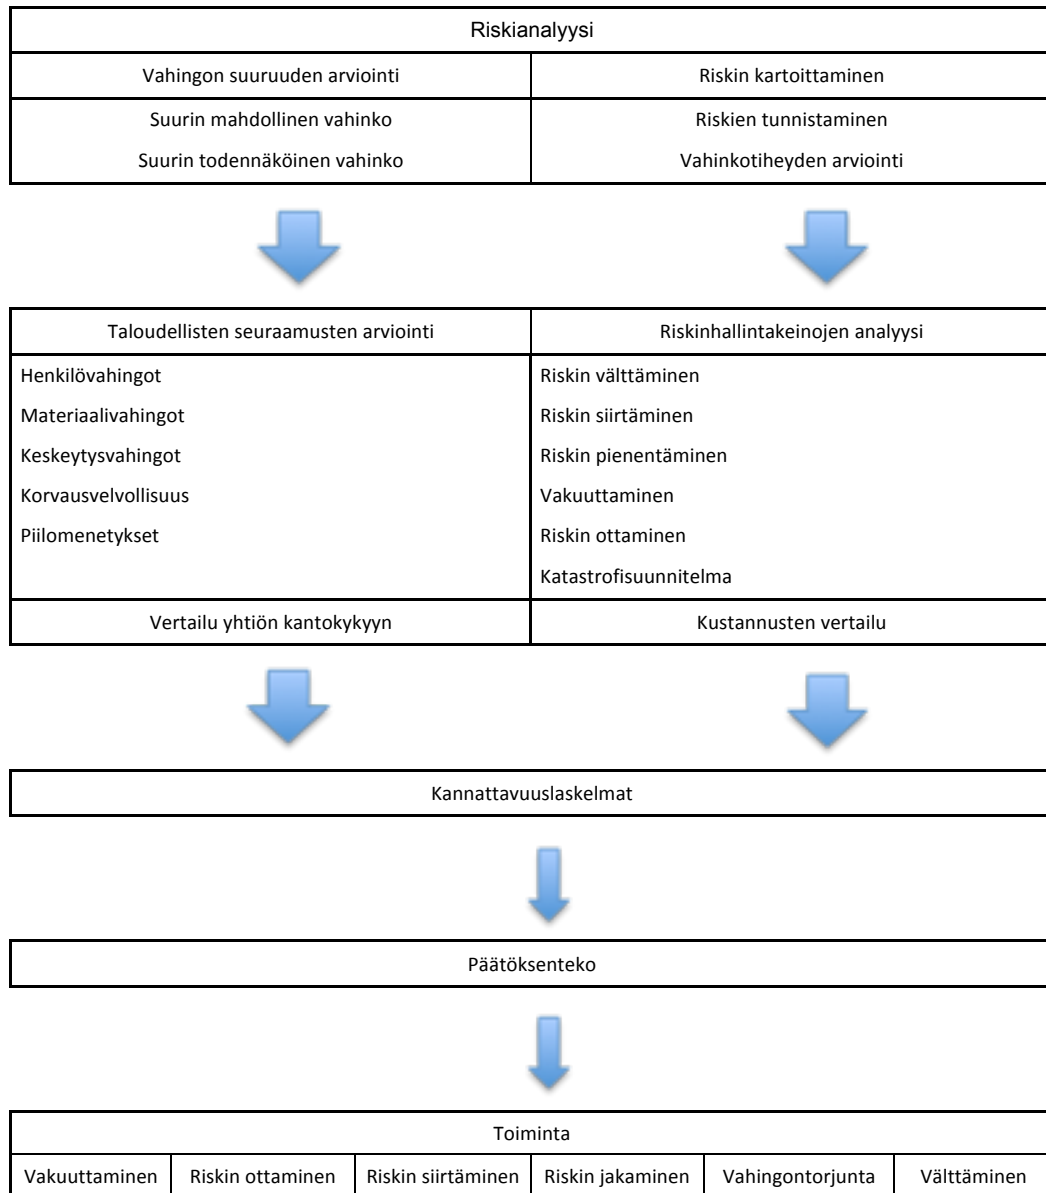 Riskianalyysi
Vahingon suuruuden arviointi
Riskin kartoittaminen
Suurin mahdollinen vahinko
Suurin todennäköinen vahinko
Riskien tunnistaminen
Vahinkotiheyden arviointi
Taloudellisten seuraamusten arviointi
Riskinhallintakeinojen analyysi
Henkilövahingot
Materiaalivahingot
Keskeytysvahingot
Korvausvelvollisuus
Piilomenetykset
Riskin välttäminen
Riskin siirtäminen
Riskin pienentäminen
Vakuuttaminen
Riskin ottaminen
Katastrofisuunnitelma
Vertailu yhtiön kantokykyyn
Kustannusten vertailu
Kannattavuuslaskelmat
Päätöksenteko
Toiminta
Vakuuttaminen
Riskin ottaminen
Riskin siirtäminen
Riskin jakaminen
Vahingontorjunta
Välttäminen